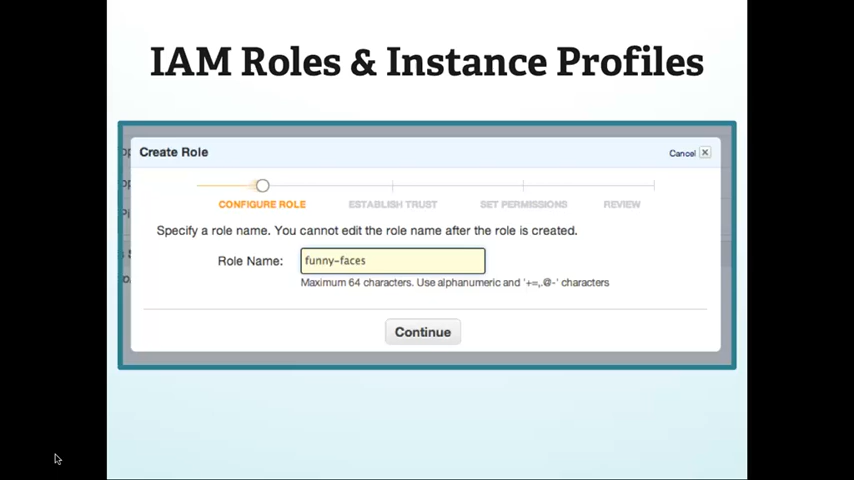 IAM Roles & Instance Profiles
Create Role
Cancel
CONFIGURE ROLE ESTABLISH TRUST SET PERMISSIONS REVIEW
Specify a role name. You cannot edit the role name after the role is created.
Role Name: funny-faces
Maximum 64 characters. Use alphanumeric and '+=,.@-' characters
Continue